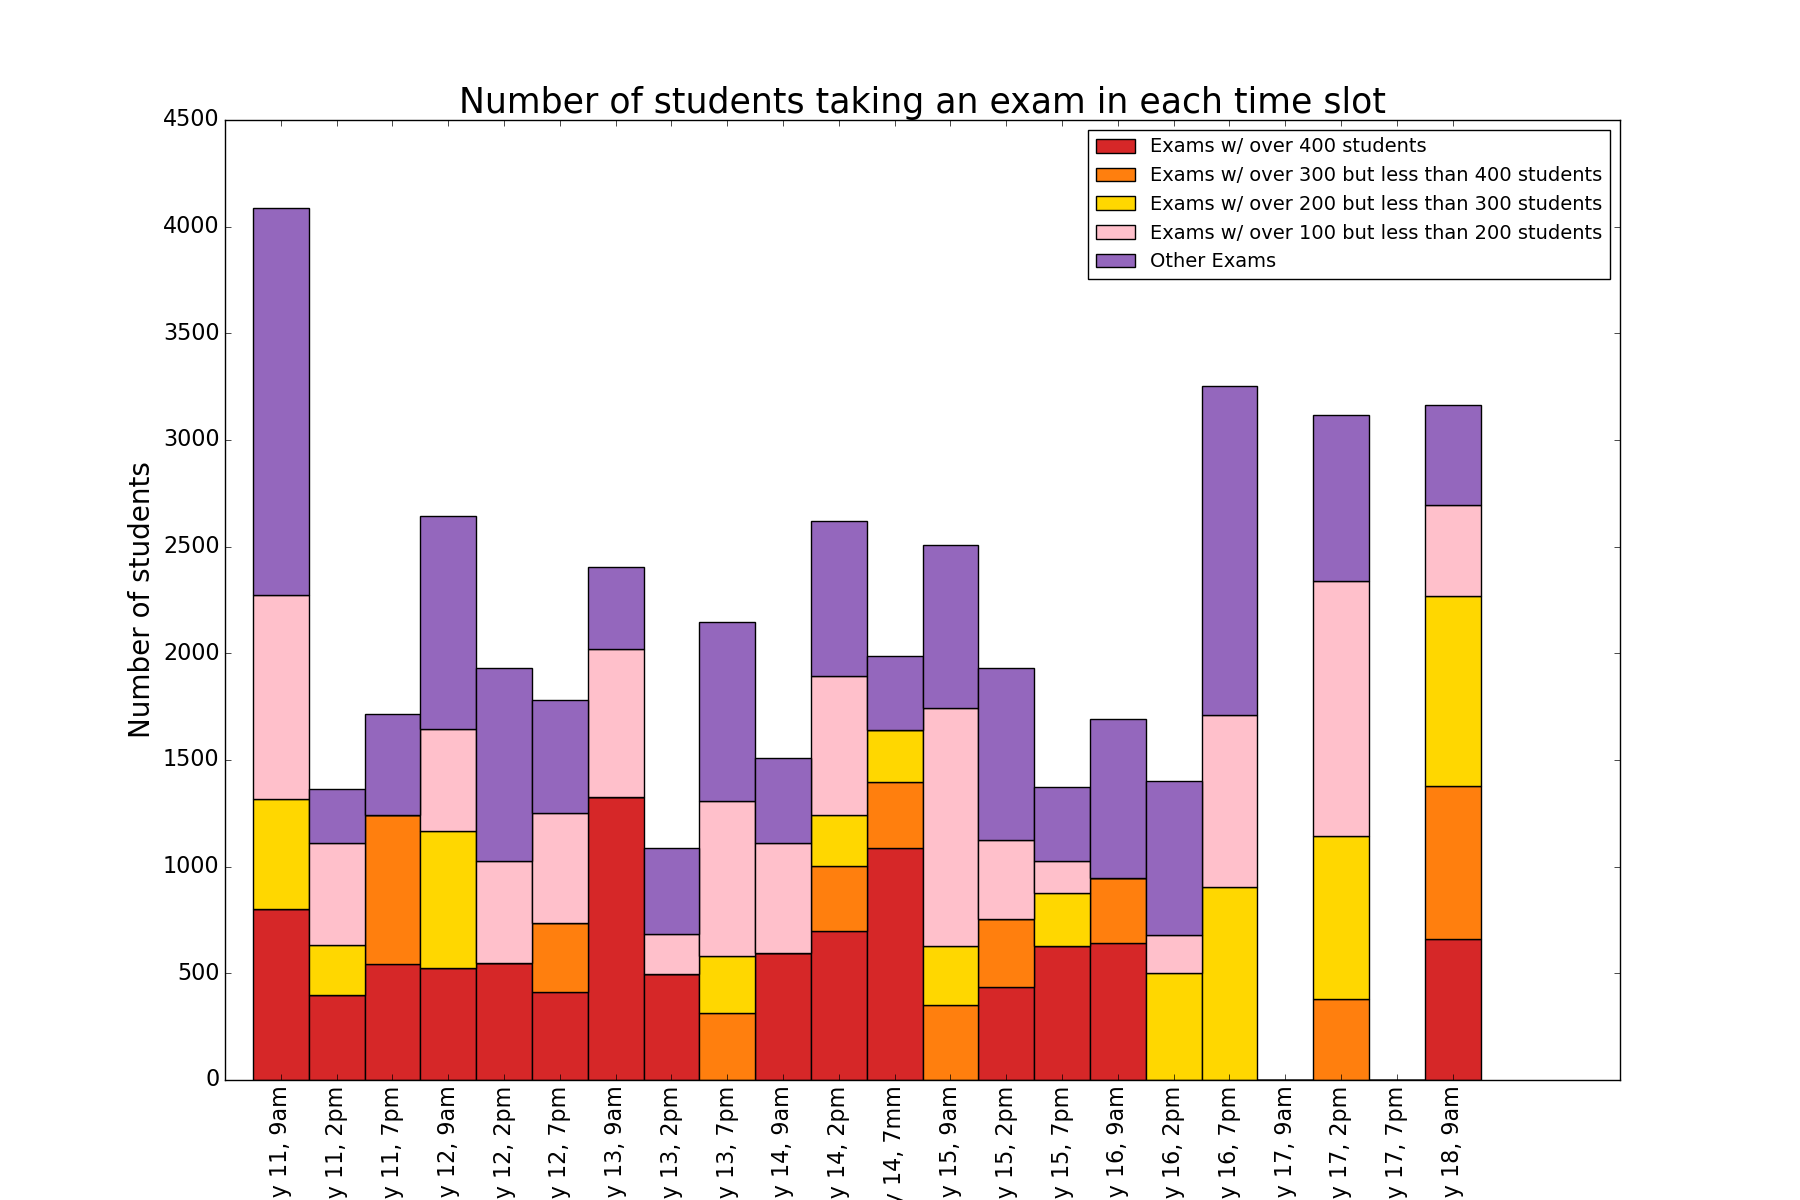 Number of students taking an exam in each time slot
Exams w/ over 400 students
Exams w/ over 300 but less than 400 students
Exams w/ over 200 but less than 300 students
Exams w/ over 100 but less than 200 students
Other Exams
Number of students
4500
4000
3500
3000
2500
2000
1500
1000
500
0
y 11, 9am
y 11, 2pm
y 11, 7pm
y 12, 9am
y 12, 2pm
y 12, 7pm
y 13, 9am
y 13, 2pm
y 13, 7pm
y 14, 9am
y 14, 2pm
y 14, 7mm
y 15, 9am
y 15, 2pm
y 15, 7pm
y 16, 9am
y 16, 2pm
y 16, 7pm
y 17, 9am
y 17, 2pm
y 17, 7pm
y 18, 9am